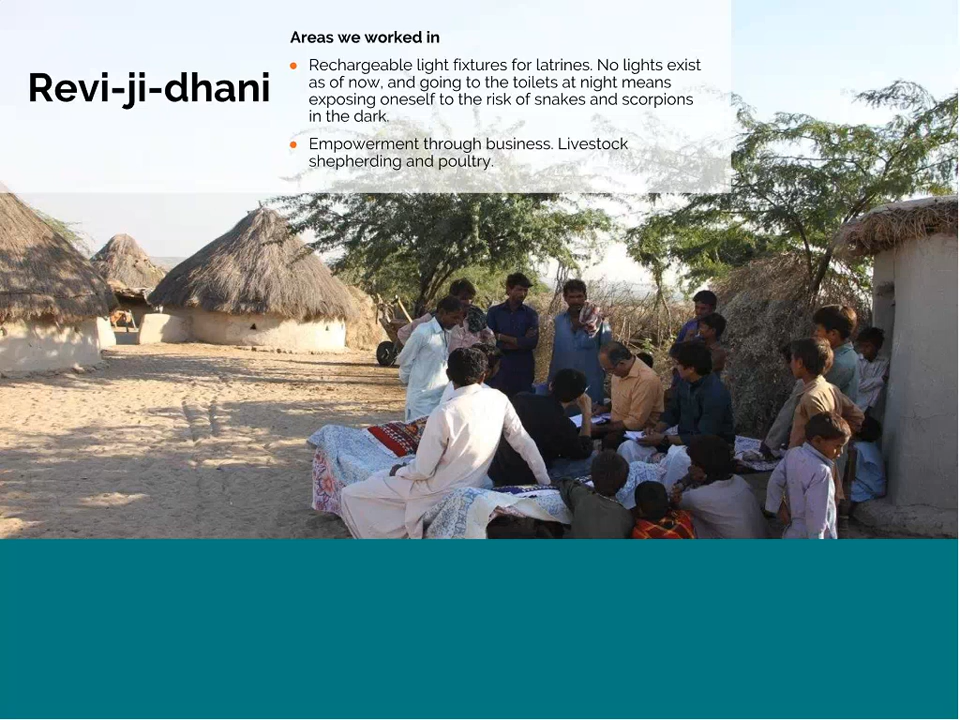 Revi-ji-dhani
Areas we worked in
Rechargeable light fixtures for latrines. No lights exist
as of now, and going to the toilets at night means
exposing oneself to the risk of snakes and scorpions
in the dark.
Empowerment through business. Livestock
shepherding and poultry.